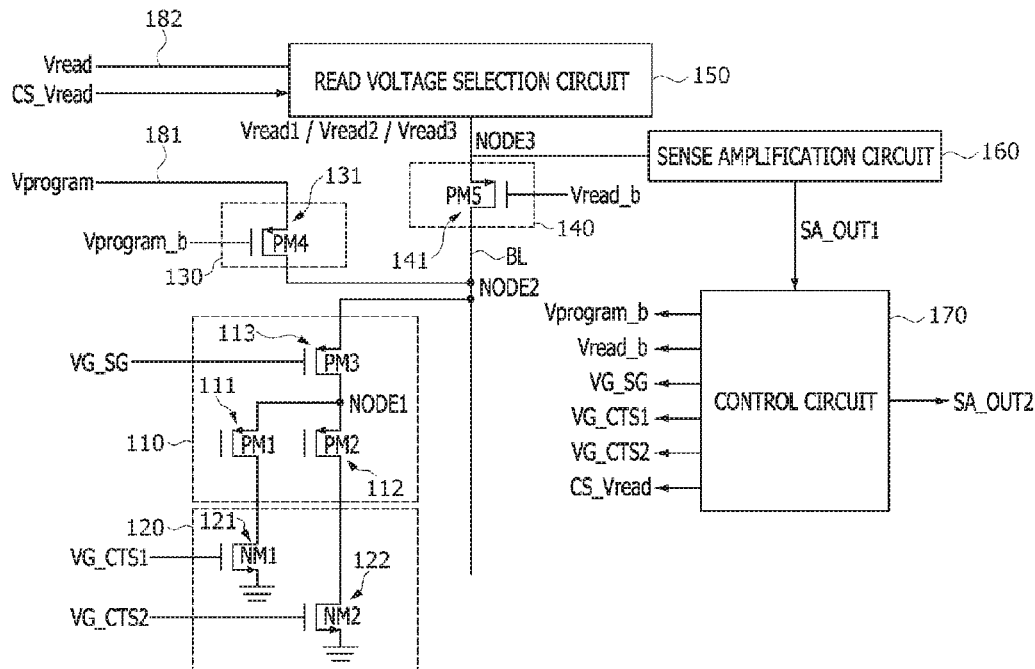 182
Vread
CS_Vread
READ VOLTAGE SELECTION CIRCUIT
150
Vread1 / Vread2 / Vread3
NODE3
181
SENSE AMPLIFICATION CIRCUIT
160
Vprogram
131
PM5
Vread_b
Vprogram_b
PM4
140
SA_OUT1
130
141
BL
NODE2
Vprogram_b
170
113
Vread_b
VG_SG
PM3
VG_SG
111
NODE1
CONTROL CIRCUIT
SA_OUT2
VG_CTS1
110
PM1
PM2
VG_CTS2
112
CS_Vread
120
121
VG_CTS1
NM1
122
VG_CTS2
NM2